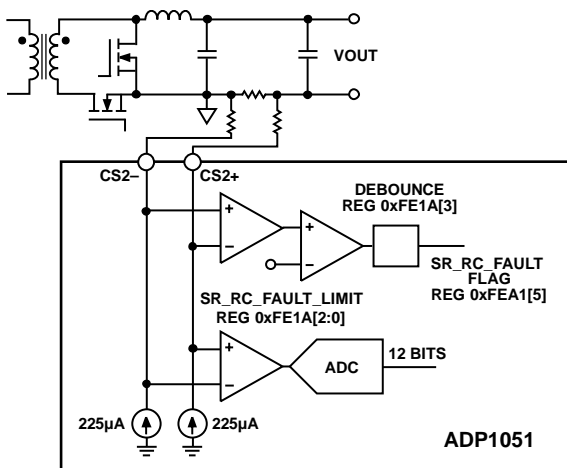 VOUT
CS2–
CS2+
DEBOUNCE
REG 0xFE1A[3]
+
–
+
–
SR_RC_FAULT
FLAG
REG 0xFEA1[5]
SR_RC_FAULT_LIMIT
REG 0xFE1A[2:0]
+
–
ADC
12 BITS
225µA
225µA
ADP1051